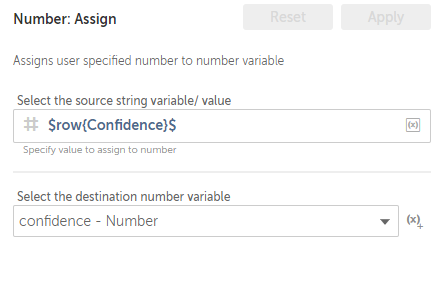 Number: Assign
Reset
Apply
Assigns user specified number to number variable
Select the source string variable/ value
# $row{Confidence}$ (x)
Specify value to assign to number
Select the destination number variable
confidence - Number (x)+